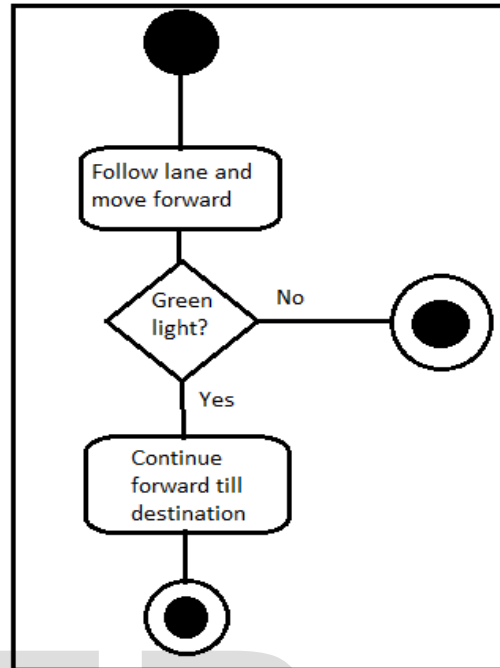 Follow lane and
move forward
Green
light?
No
Yes
Continue
forward till
destination